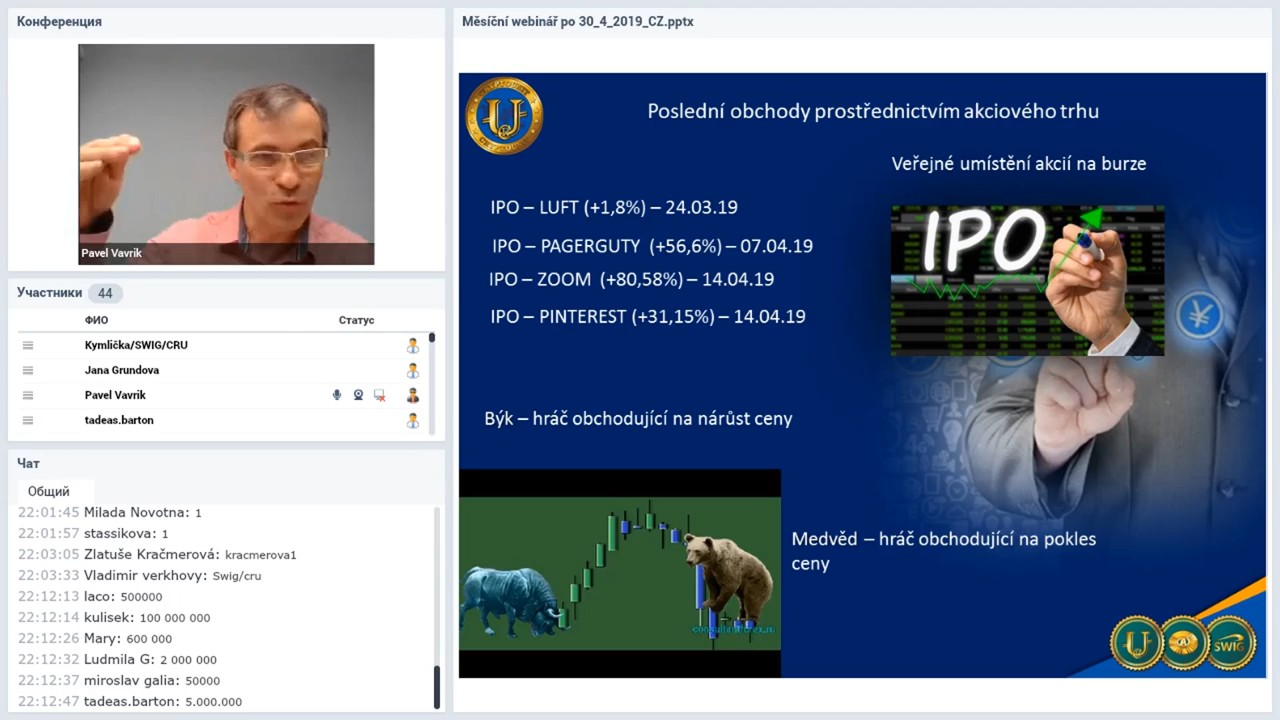 Конференция
Pavel Vavrik
Участники 44
ФИО Статус
Kymlička/SWIG/CRU
Jana Grundova
Pavel Vavrik
tadeas.barton
Чат
Общий
22:01:45 Milada Novotna: 1
22:01:57 stassikova: 1
22:03:05 Zlatuše Kračmerová: kracmerova1
22:03:33 Vladimir verkhovy: Swig/cru
22:12:13 laco: 500000
22:12:14 kulisek: 100 000 000
22:12:26 Mary: 600 000
22:12:32 Ludmila G: 2 000 000
22:12:37 miroslav galia: 50000
22:12:47 tadeas.barton: 5.000.000
Měsíční webinář po 30_4_2019_CZ.pptx
Poslední obchody prostřednictvím akciového trhu
Veřejné umístění akcií na burze
IPO – LUFT (+1,8%) – 24.03.19
IPO – PAGERGUTY (+56,6%) – 07.04.19
IPO – ZOOM (+80,58%) – 14.04.19
IPO – PINTEREST (+31,15%) – 14.04.19
IPO
Býk – hráč obchodující na nárůst ceny
Medvěd – hráč obchodující na pokles
ceny
SWIG